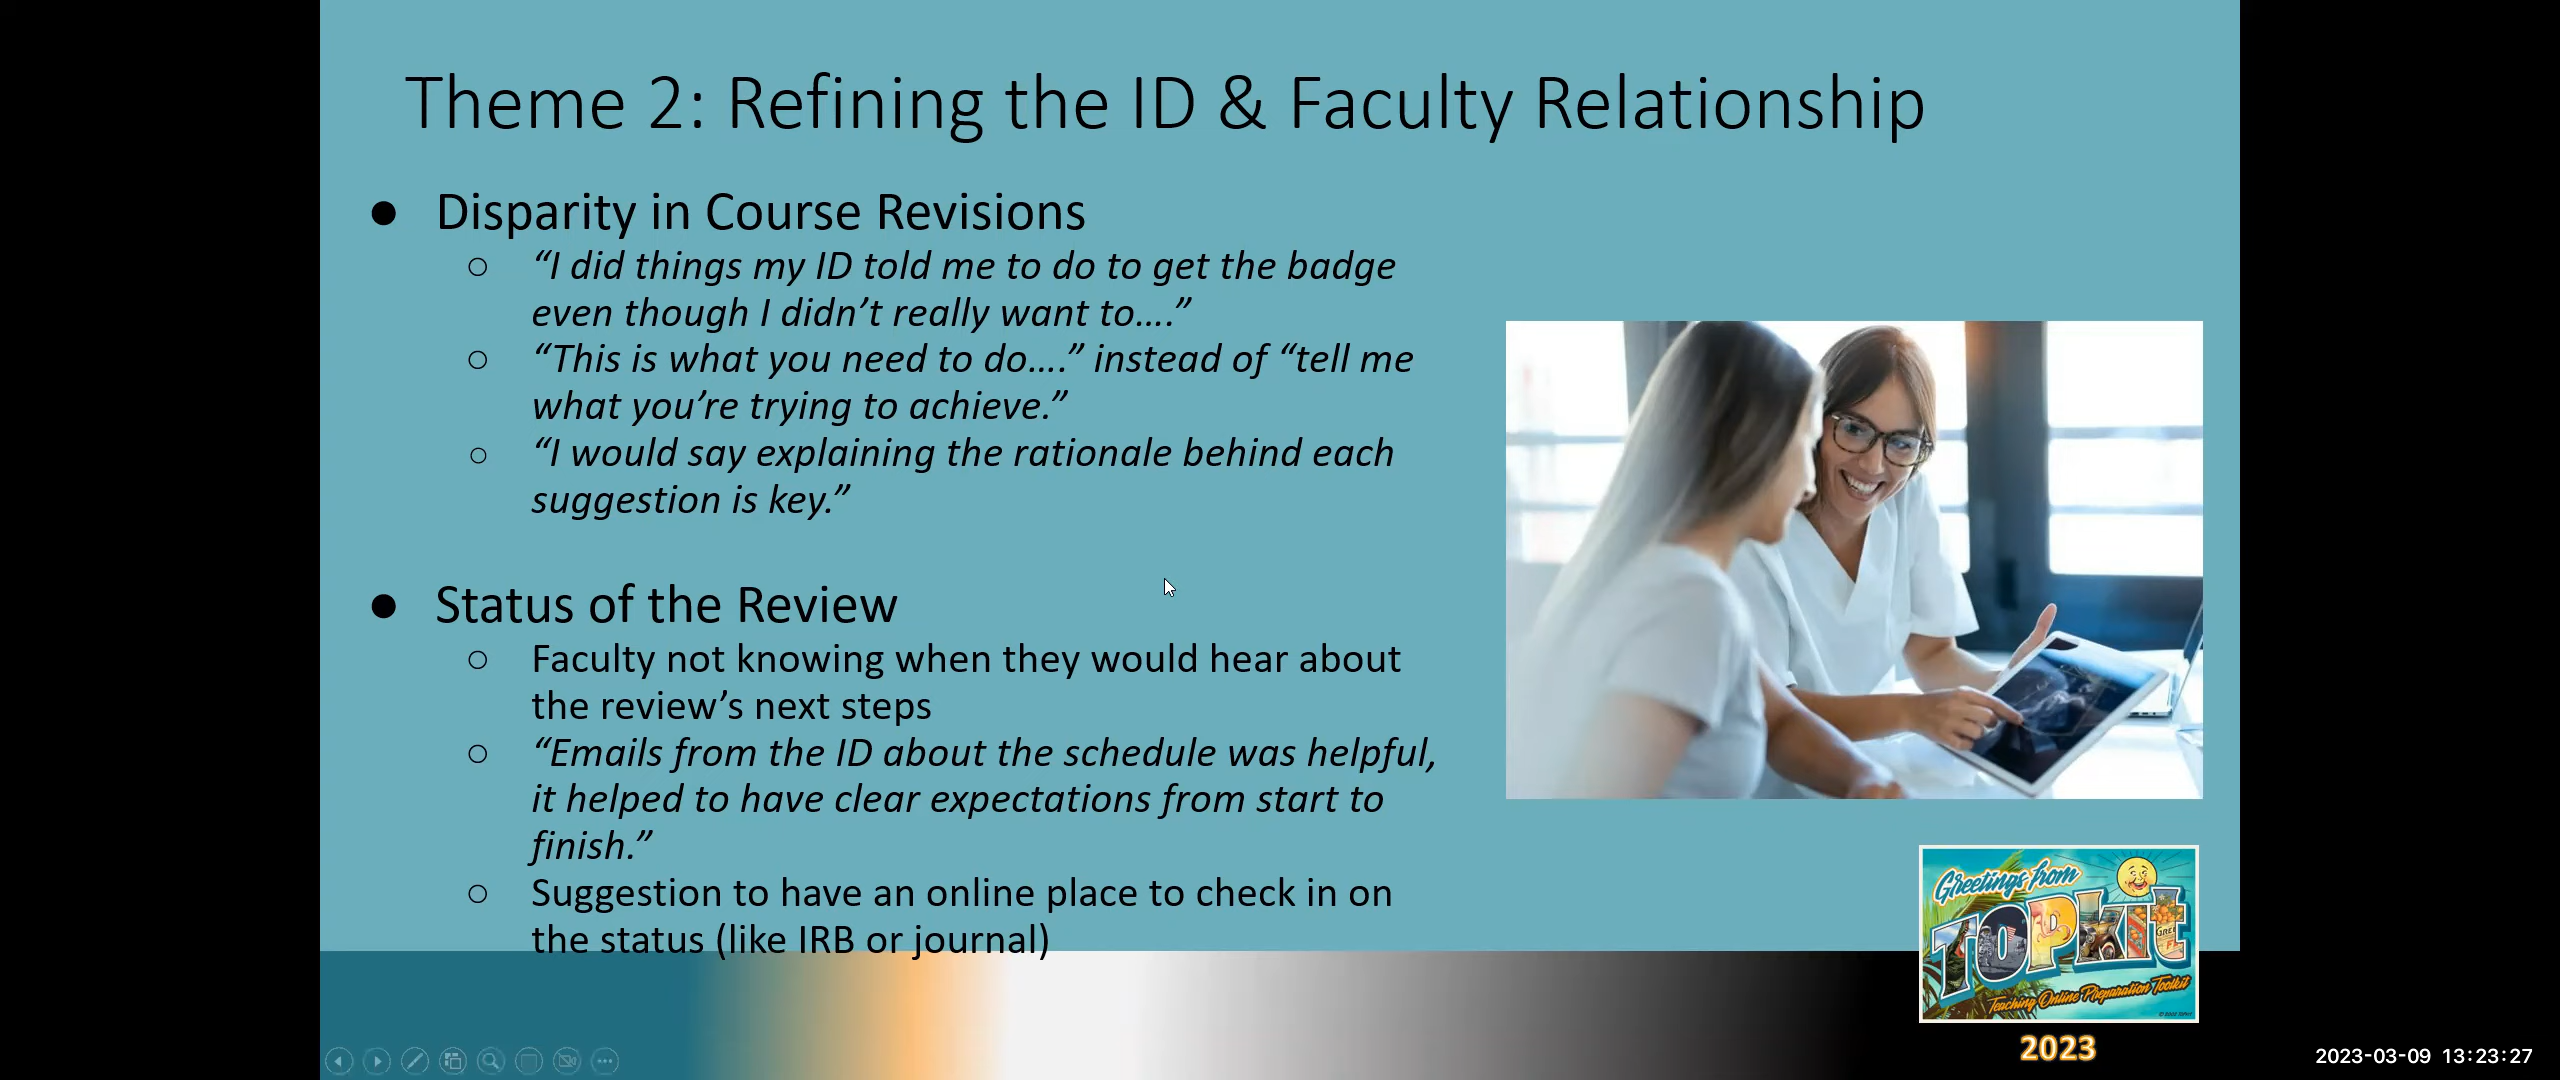 Theme 2: Refining the ID & Faculty Relationship
● Disparity in Course Revisions
○ “I did things my ID told me to do to get the badge
even though I didn’t really want to….”
○ “This is what you need to do….” instead of “tell me
what you’re trying to achieve.”
○ “I would say explaining the rationale behind each
suggestion is key.”
● Status of the Review
○ Faculty not knowing when they would hear about
the review’s next steps
○ “Emails from the ID about the schedule was helpful,
it helped to have clear expectations from start to
finish.”
○ Suggestion to have an online place to check in on
the status (like IRB or journal)
Greetings from
TOPkit
Teaching Online Preparation Toolkit
2023
2023-03-09 13:23:27